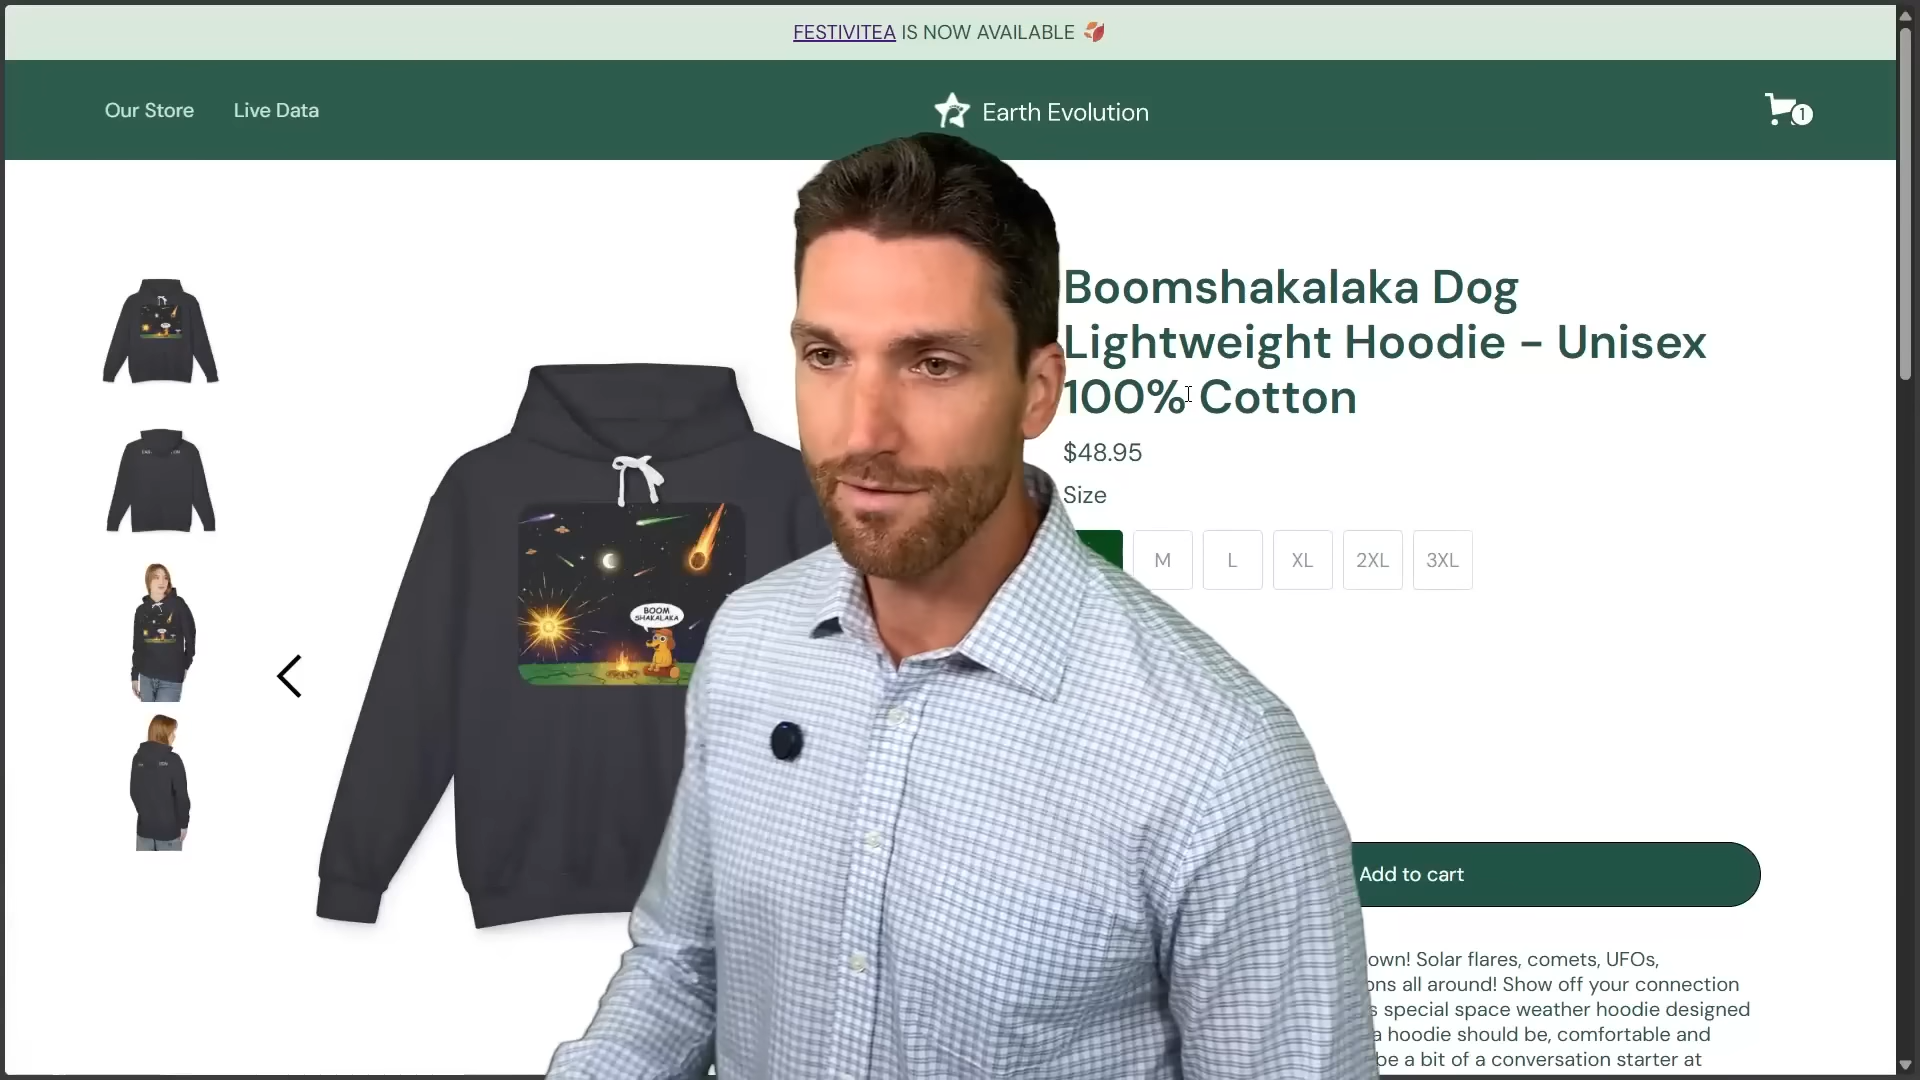 FESTIVITEA IS NOW AVAILABLE
Our Store
Live Data
Earth Evolution
1
Boomshakalaka Dog
Lightweight Hoodie - Unisex
100% Cotton
$48.95
Size
M
L
XL
2XL
3XL
BOOM
SHAKALAKA
Add to cart
own! Solar flares, comets, UFOs,
ons all around! Show off your connection
s special space weather hoodie designed
a hoodie should be, comfortable and
be a bit of a conversation starter at